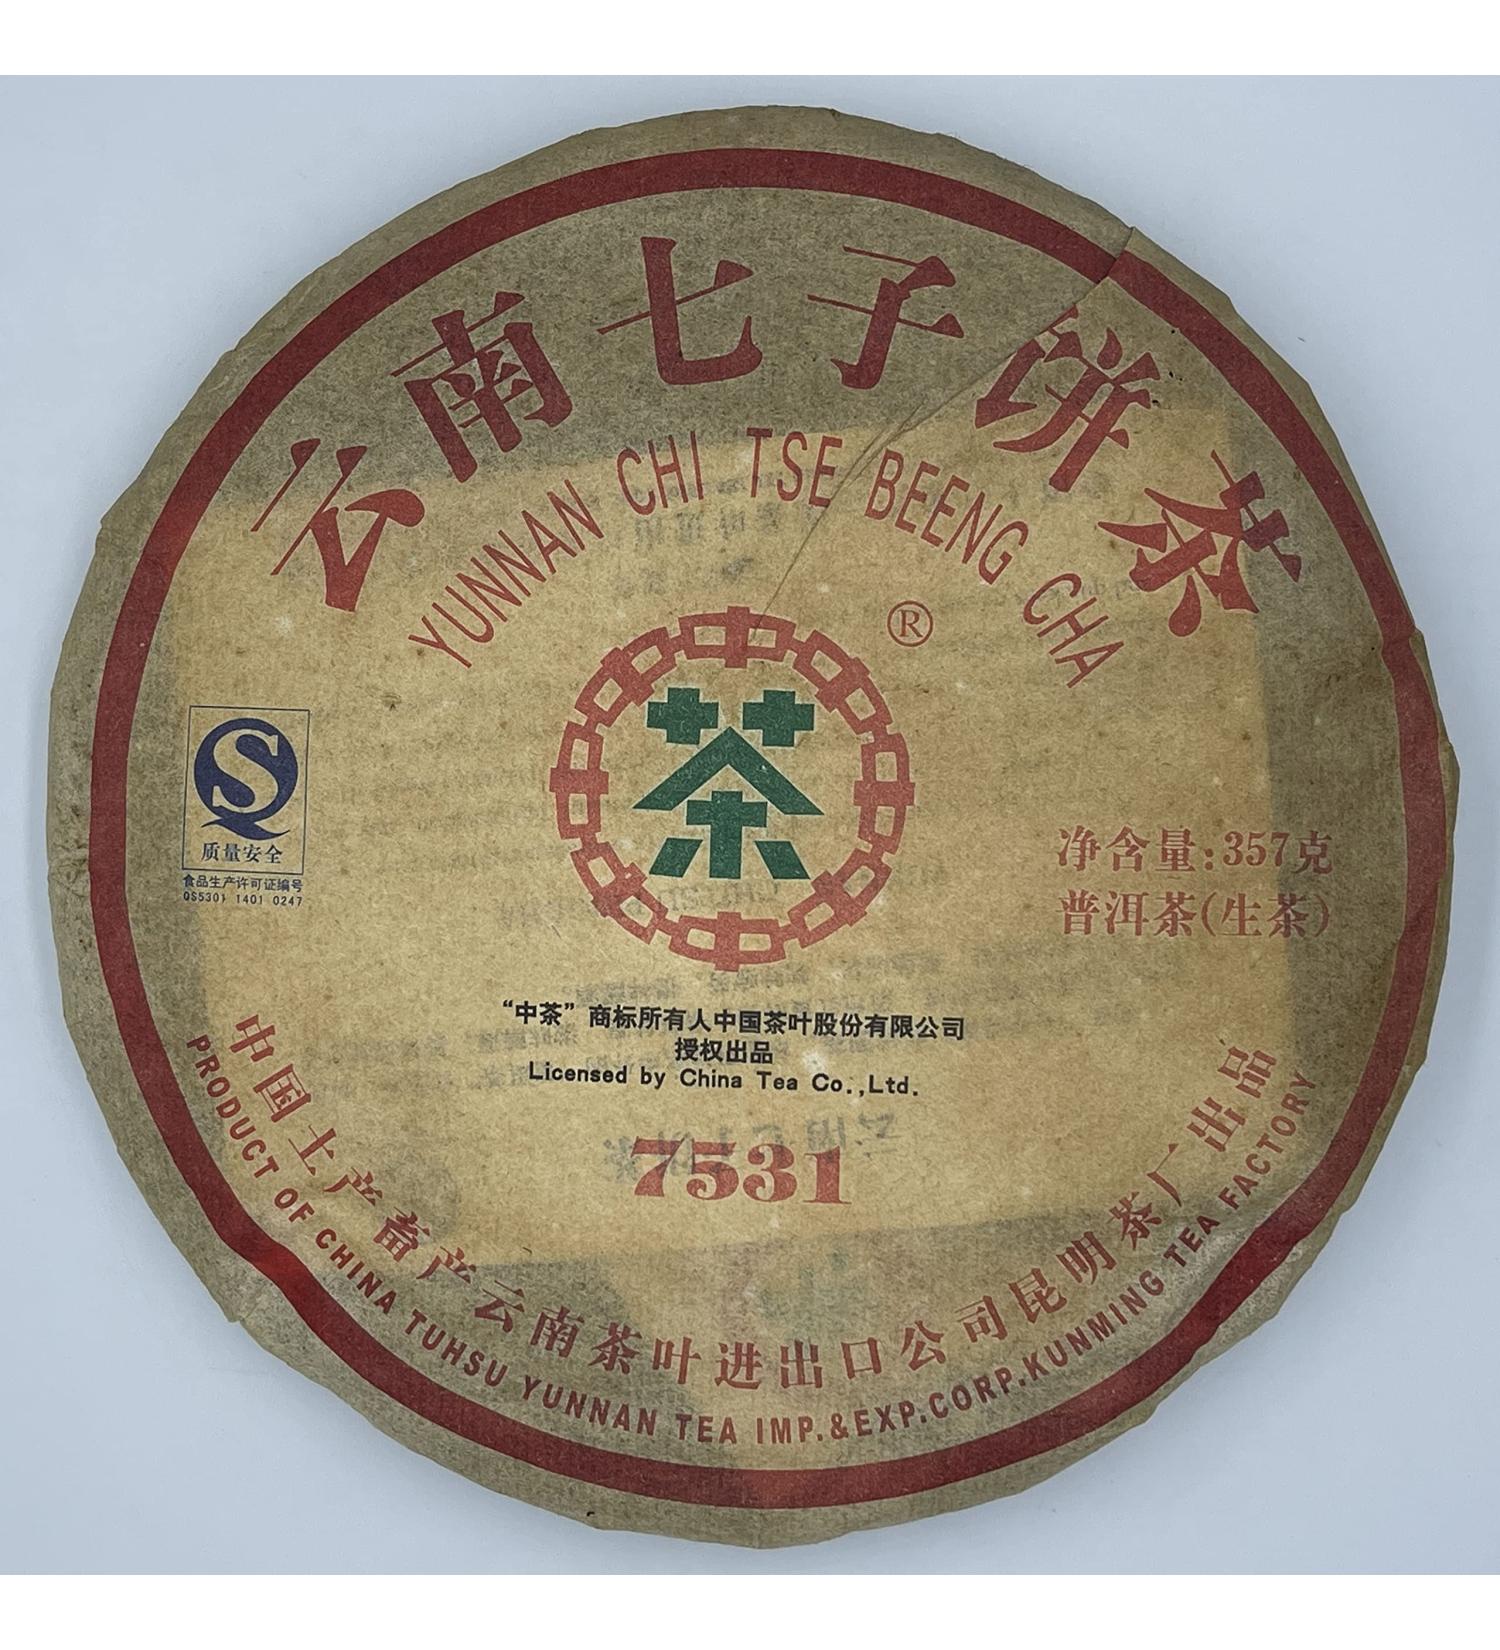 云南七子饼茶
YUNNAN CHI TSE BEENG CHA
®
茶
S
质量安全
食品生产许可证编号
QS5301 1401 0247
净含量:357克
普洱茶(生茶)
“中茶”商标所有人中国茶叶股份有限公司
授权出品
Licensed by China Tea Co.,Ltd.
7531
中国土产畜产云南茶叶进出口公司昆明茶厂出品
PRODUCT OF CHINA TUHSU YUNNAN TEA IMP.&EXP.CORP.KUNMING TEA FACTORY